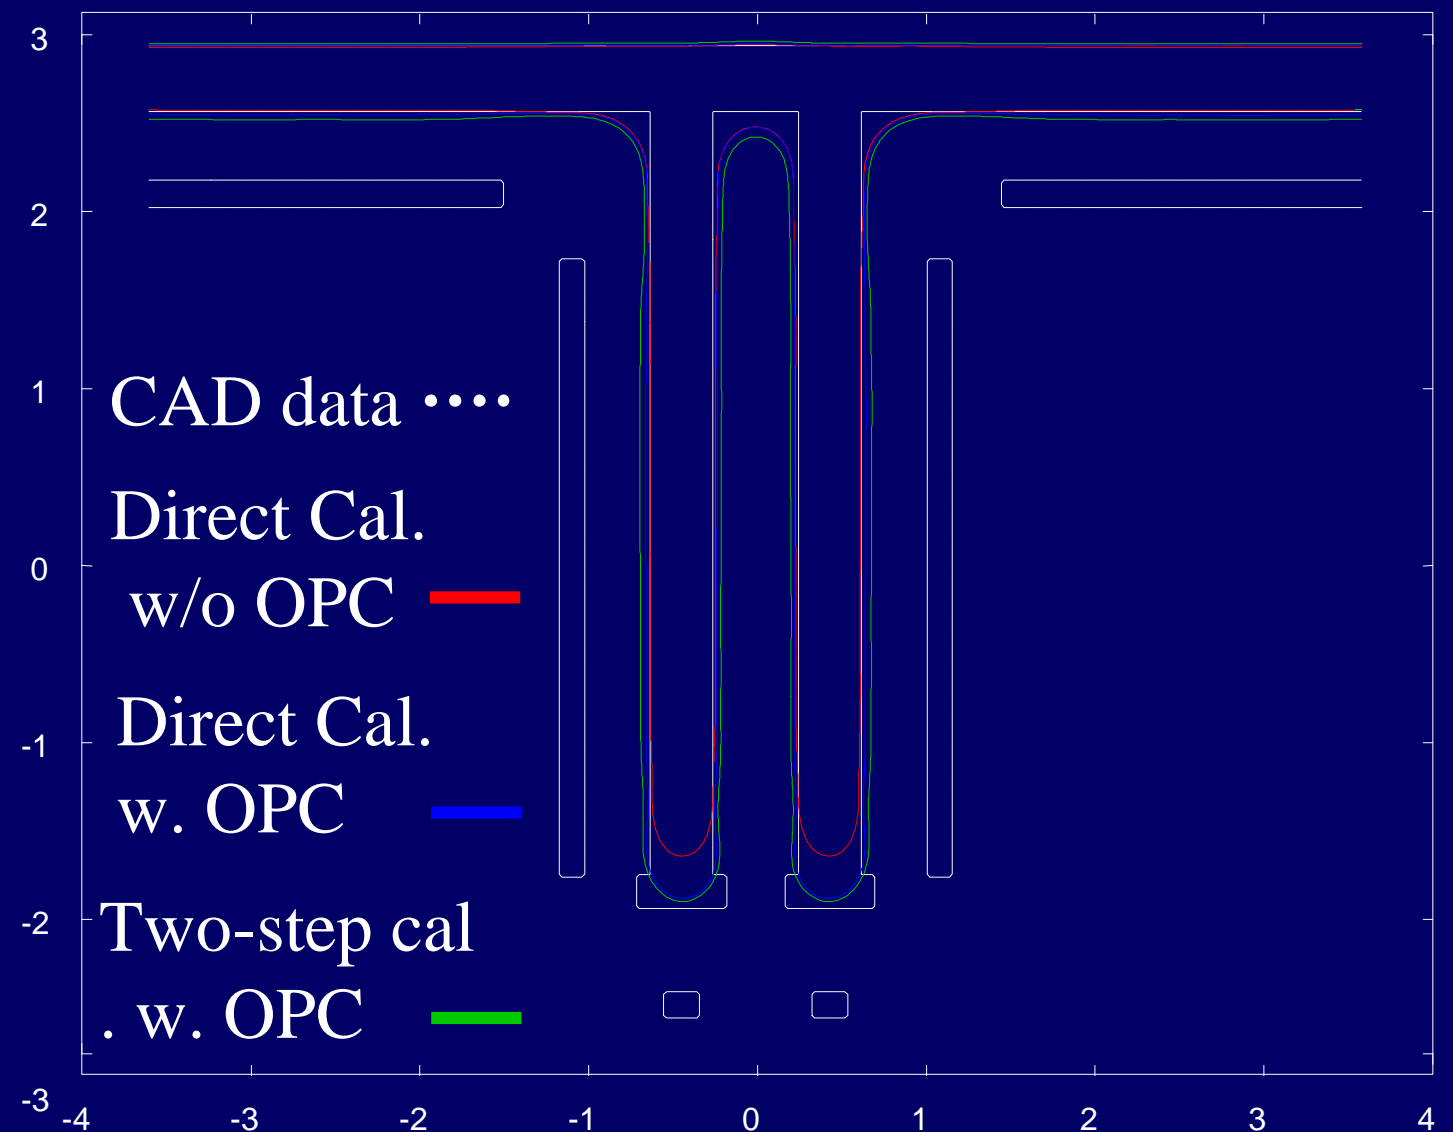 3
2
1
CAD data ····
Direct Cal.
0
w/o OPC
Direct Cal.
-1
w. OPC
-2
Two-step cal
. w. OPC
-3
-4 -3 -2 -1 0 1 2 3 4